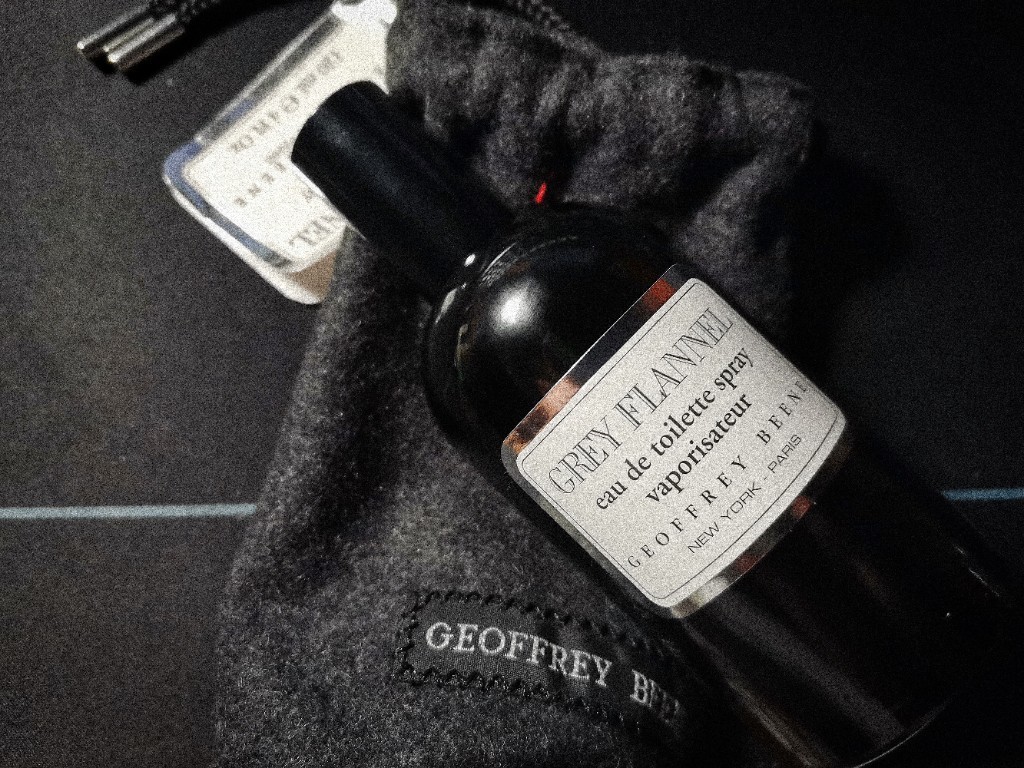 GREY FLANNEL
eau de toilette spray
vaporisateur
GEOFFREY BEENE
NEW YORK - PARIS
GEOFFREY